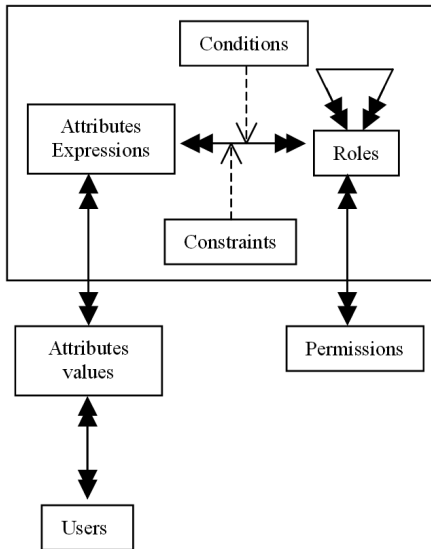 Conditions
Attributes
Expressions
Roles
Constraints
Attributes
values
Permissions
Users